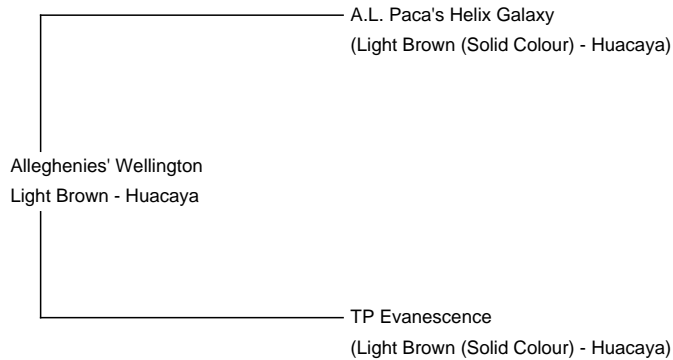 A.L. Paca's Helix Galaxy
(Light Brown (Solid Colour) - Huacaya)
Alleghenies' Wellington
Light Brown - Huacaya
TP Evanescence
(Light Brown (Solid Colour) - Huacaya)